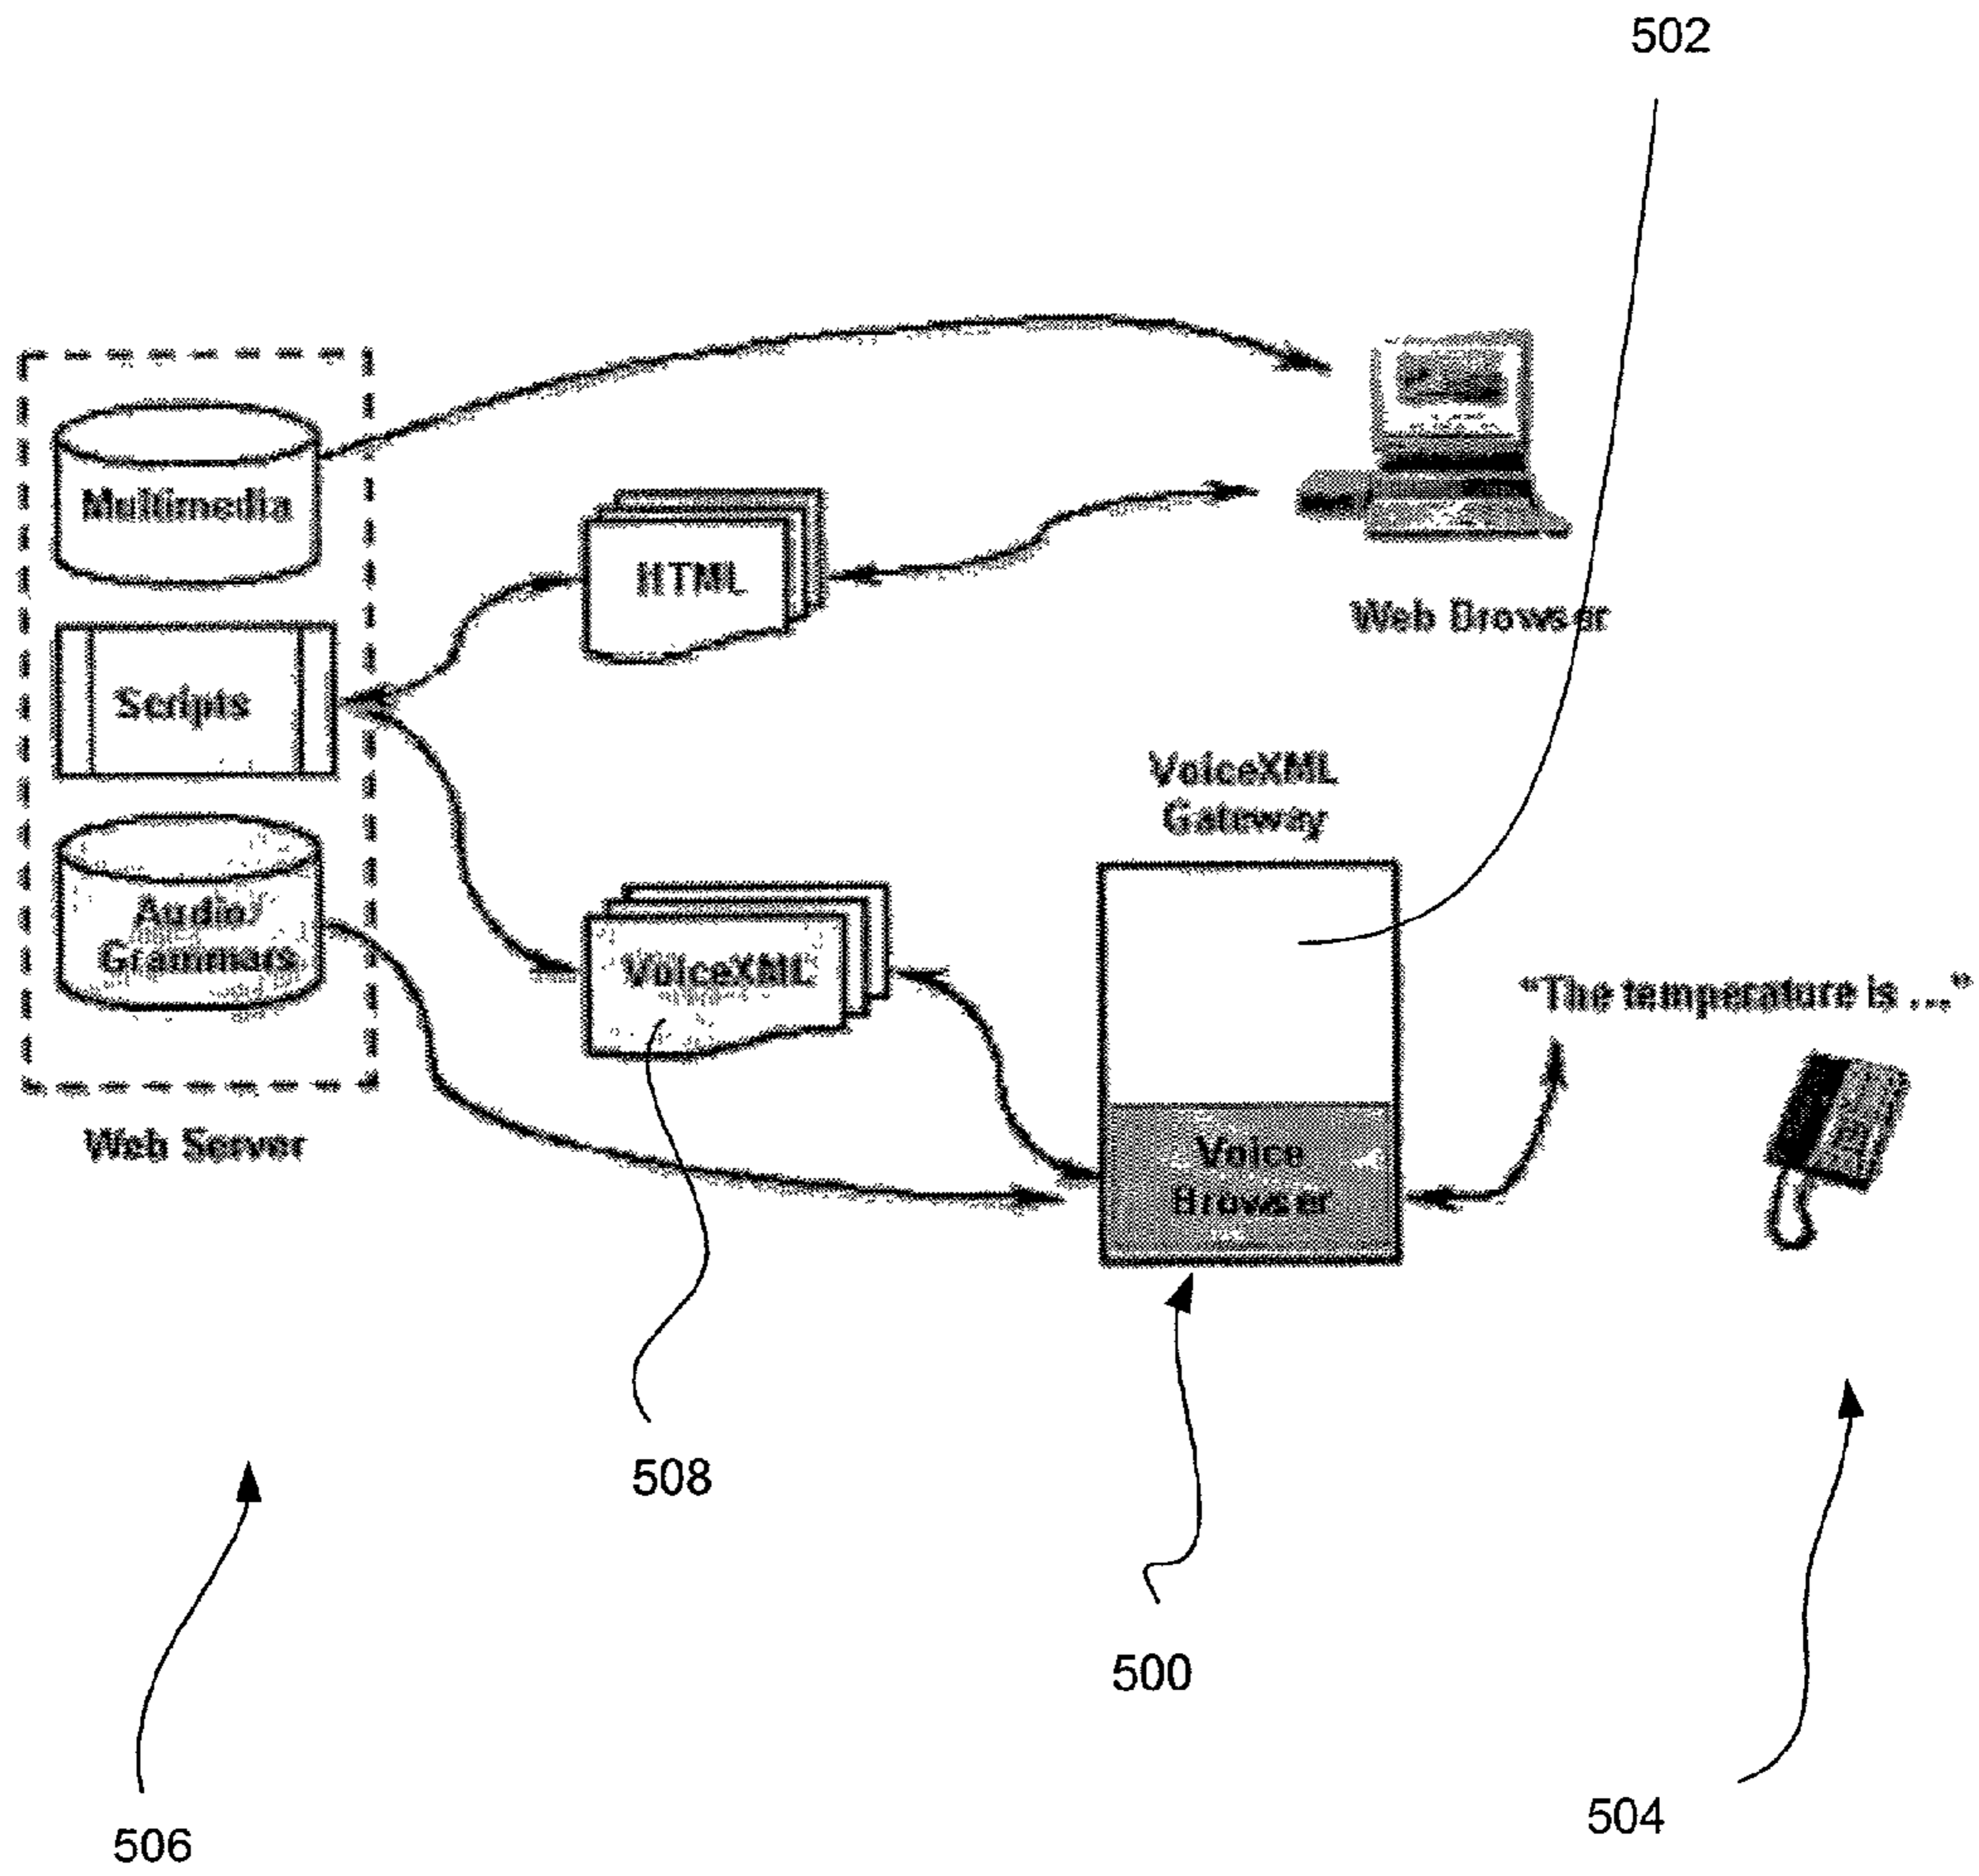 502
Multimedia
HTML
Web Browser
Scripts
VoiceXML
Gateway
Audio/
Grammars
VoiceXML
"The temperature is ..."
Web Server
Voice
Browser
508
500
504
506